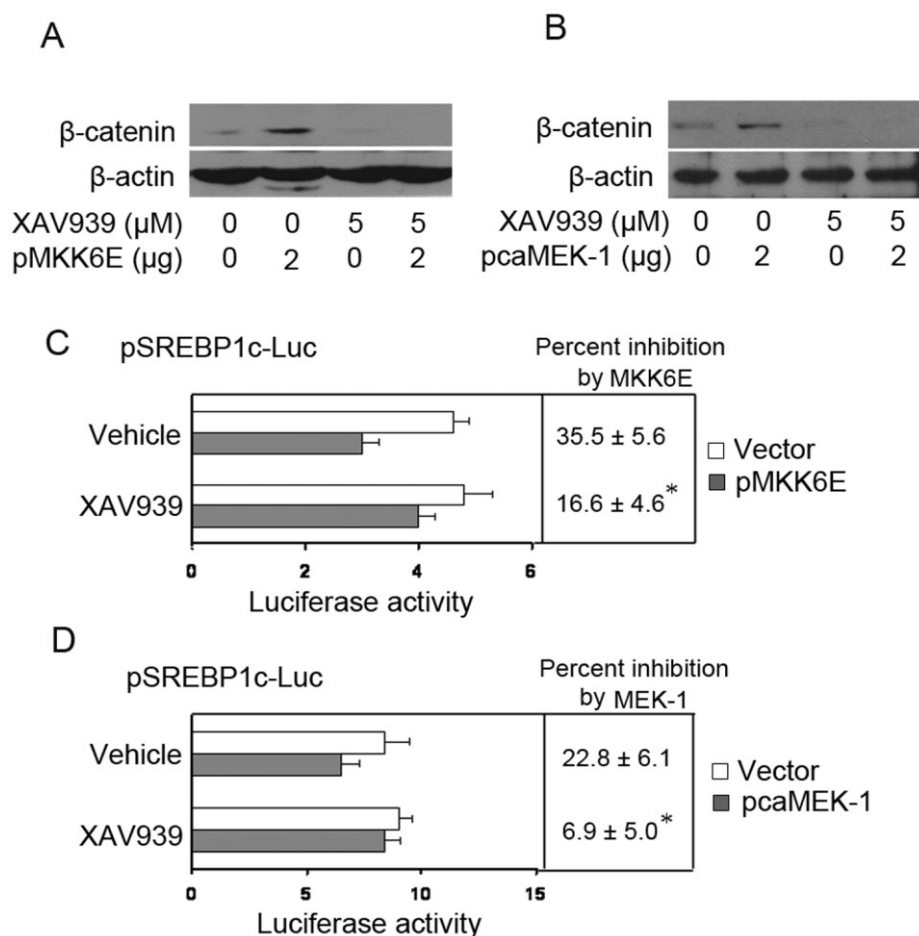 A
β-catenin
β-actin
XAV939 (µM) 0 0 5 5
pMKK6E (µg) 0 2 0 2
B
β-catenin
β-actin
XAV939 (µM) 0 0 5 5
pcaMEK-1 (µg) 0 2 0 2
C
pSREBP1c-Luc
Percent inhibition
by MKK6E
Vehicle 35.5 ± 5.6
XAV939 16.6 ± 4.6*
Vector
pMKK6E
0 2 4 6
Luciferase activity
D
pSREBP1c-Luc
Percent inhibition
by MEK-1
Vehicle 22.8 ± 6.1
XAV939 6.9 ± 5.0*
Vector
pcaMEK-1
0 5 10 15
Luciferase activity